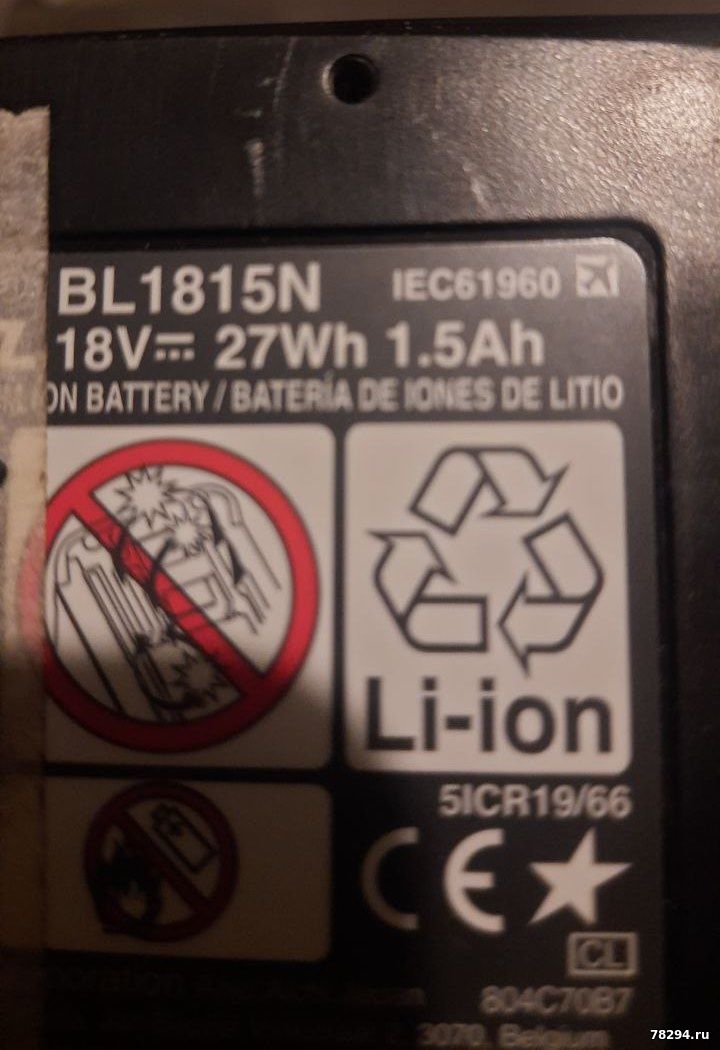 BL1815N IEC61960
18V⎓ 27Wh 1.5Ah
ON BATTERY / BATERÍA DE IONES DE LITIO
Li-ion
5ICR19/66
CE
CL
804C70B7
3070, Belgium
78294.ru